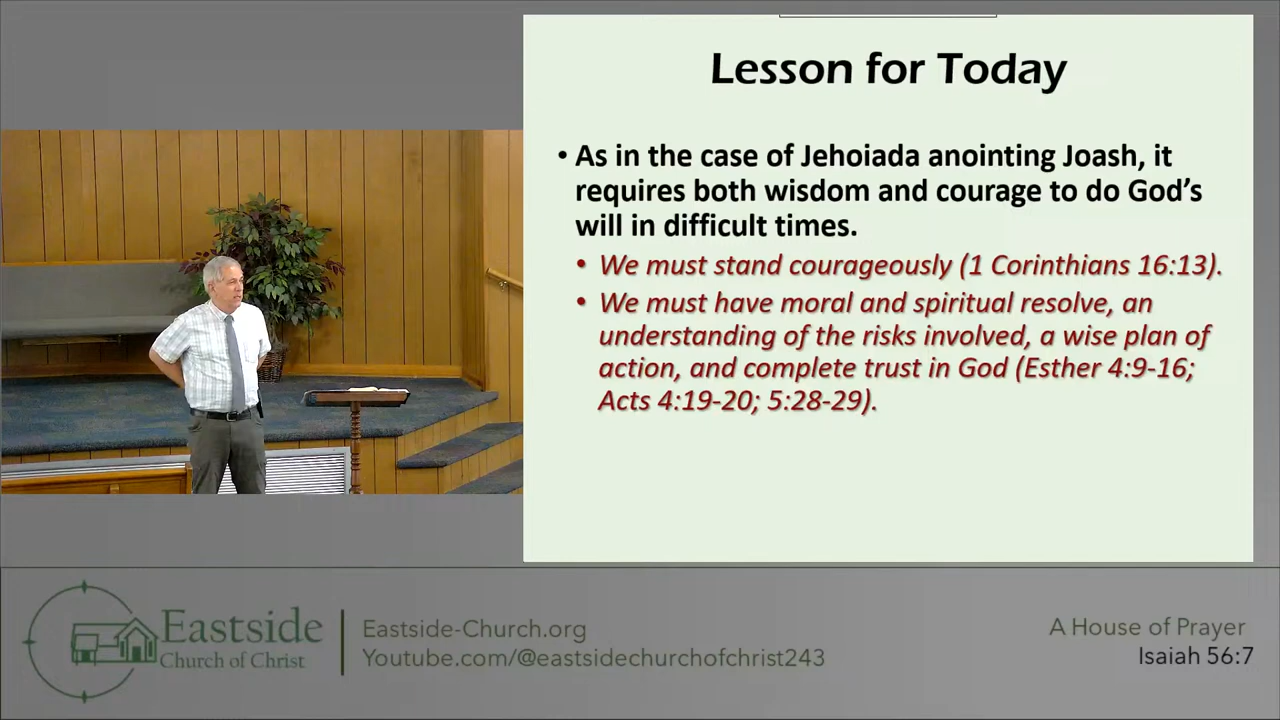 Lesson for Today
• As in the case of Jehoiada anointing Joash, it
requires both wisdom and courage to do God's
will in difficult times.
• We must stand courageously (1 Corinthians 16:13).
• We must have moral and spiritual resolve, an
understanding of the risks involved, a wise plan of
action, and complete trust in God (Esther 4:9-16;
Acts 4:19-20; 5:28-29).
Eastside
Church of Christ
Eastside-Church.org
Youtube.com/@eastsidechurchofchrist243
A House of Prayer
Isaiah 56:7